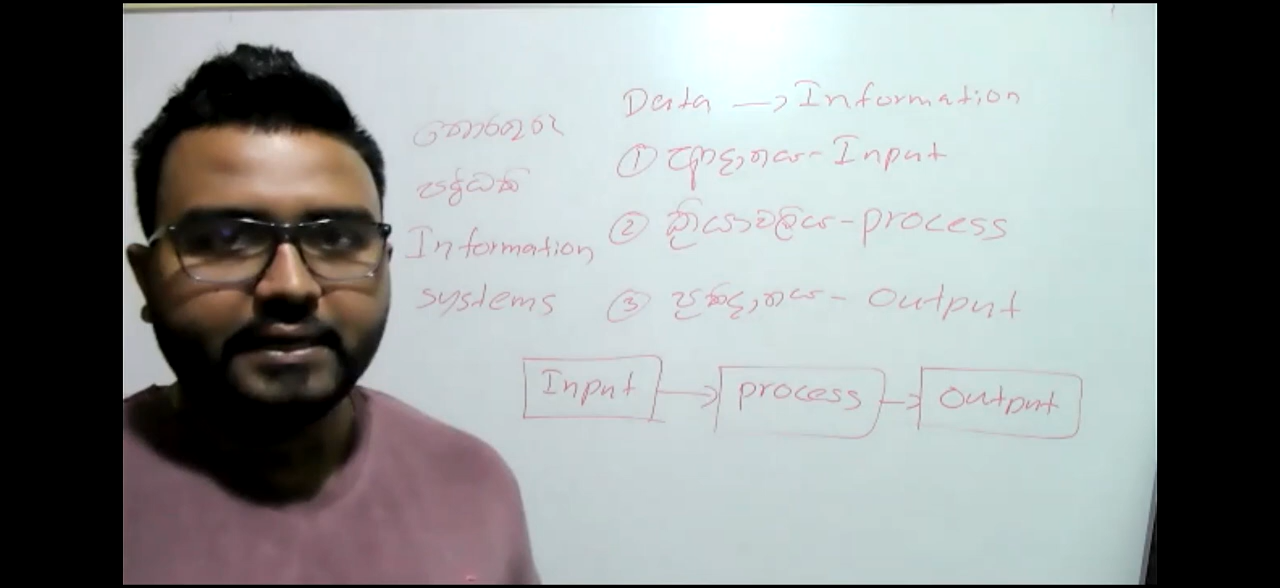 තොරතුරු
පද්ධති
Information
systems
Data → Information
① ආදානය - Input
② ක්‍රියාවලිය - process
③ ප්‍රතිදානය - Output
Input → process → output